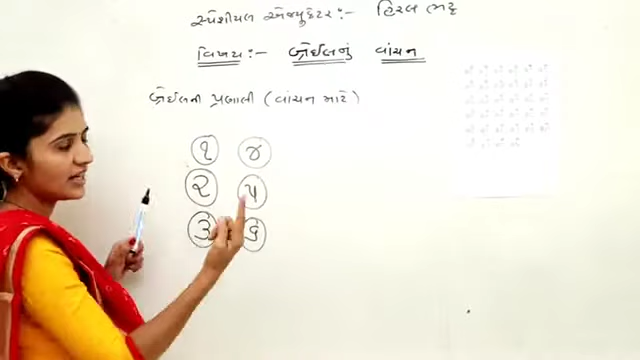 સ્પેશીયલ એજ્યુકેટર:- હિરલ ભટ્ટ
વિષય:- બ્રેઈલનું વાંચન
બ્રેઈલની પ્રણાલી (વાંચન માટે)
૧ ૪
૨ ૫
૩ ૬